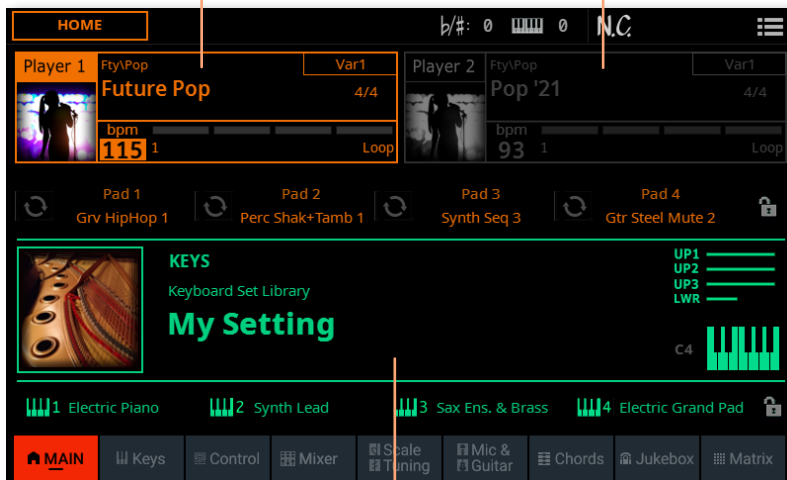 HOME
♭/#: 0 0 N.C.
Player 1 Fty\Pop Var1
Future Pop 4/4
bpm
115 1 Loop
Player 2 Fty\Pop Var1
Pop '21 4/4
bpm
93 1 Loop
Pad 1
Grv HipHop 1
Pad 2
Perc Shak+Tamb 1
Pad 3
Synth Seq 3
Pad 4
Gtr Steel Mute 2
KEYS
Keyboard Set Library
My Setting
UP1
UP2
UP3
LWR
C4
1 Electric Piano
2 Synth Lead
3 Sax Ens. & Brass
4 Electric Grand Pad
MAIN
Keys
Control
Mixer
Scale
Tuning
Mic &
Guitar
Chords
Jukebox
Matrix